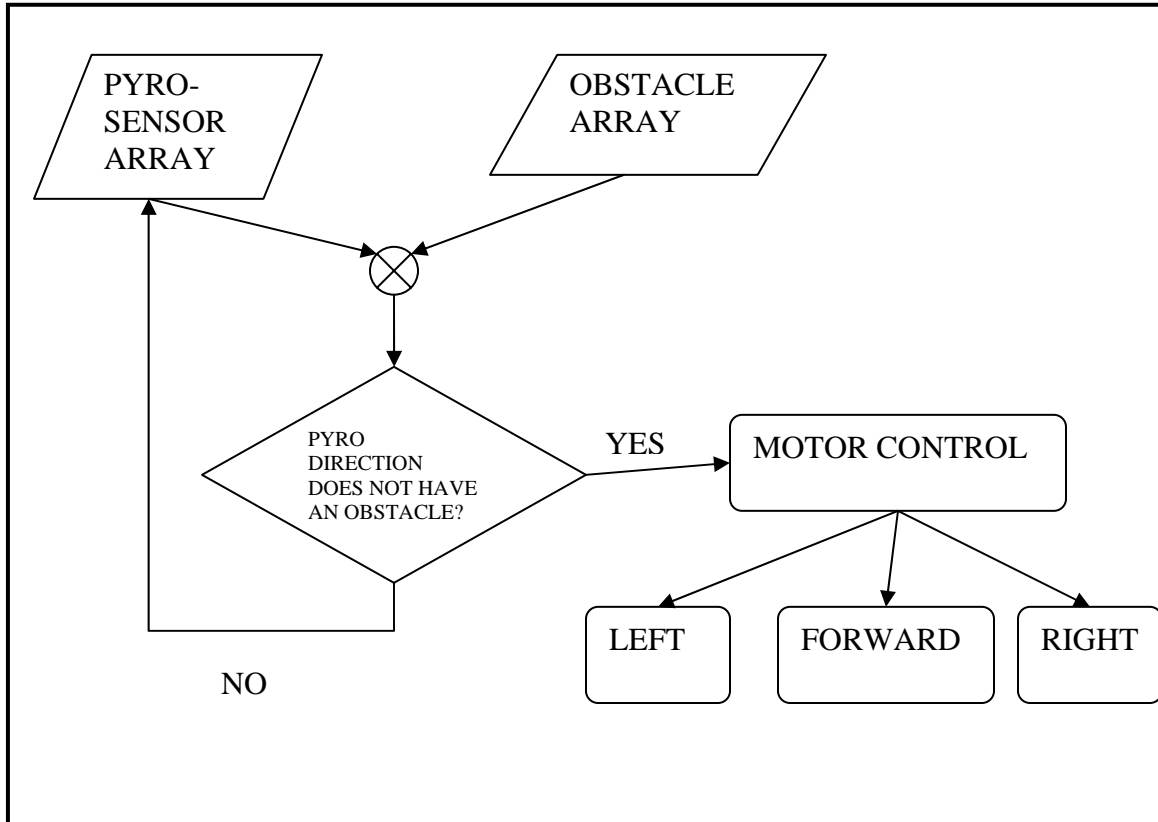 PYRO-
SENSOR
ARRAY
OBSTACLE
ARRAY
PYRO
DIRECTION
DOES NOT HAVE
AN OBSTACLE?
YES
MOTOR CONTROL
LEFT
FORWARD
RIGHT
NO